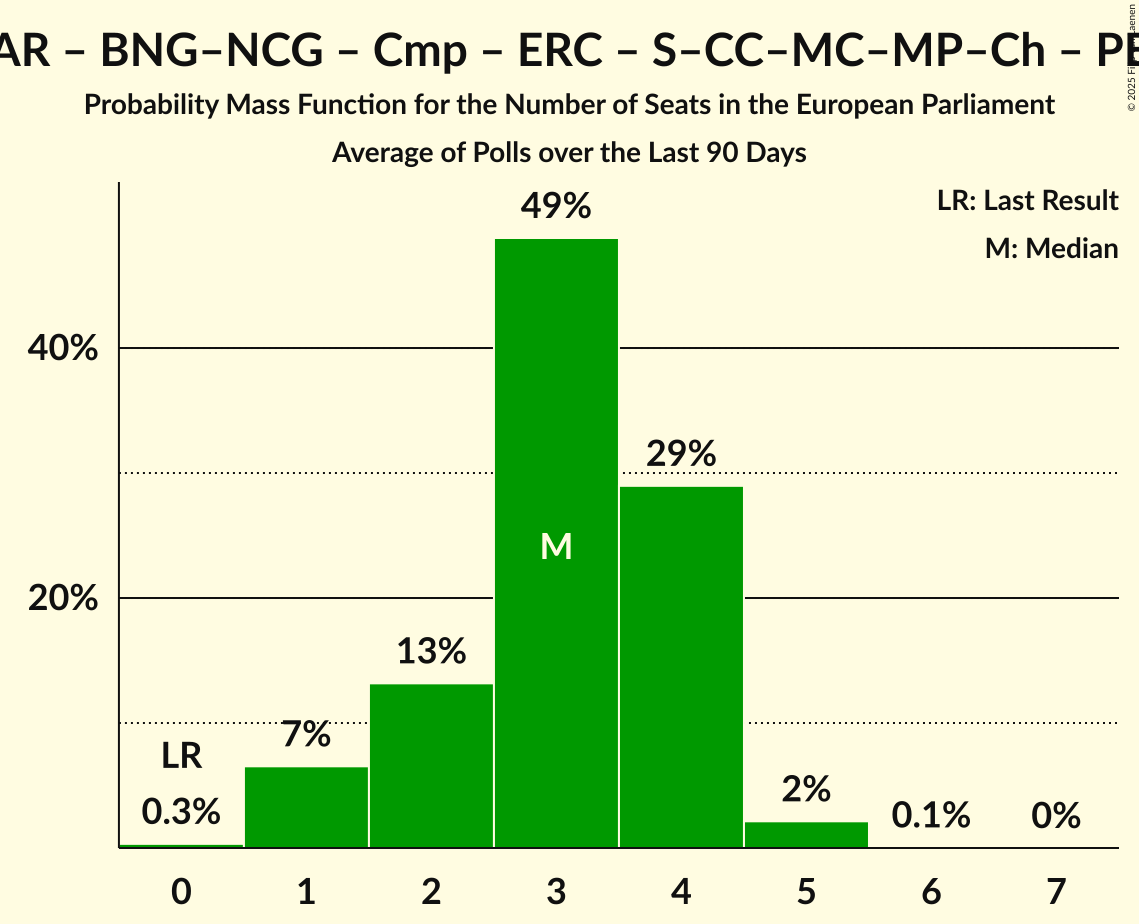 AR – BNG–NCG – Cmp – ERC – S–CC–MC–MP–Ch – PE
Probability Mass Function for the Number of Seats in the European Parliament
Average of Polls over the Last 90 Days
© 2025
LR: Last Result
M: Median
49%
40%
29%
M
20%
13%
7%
LR
0.3%
2%
0.1%
0%
0 1 2 3 4 5 6 7